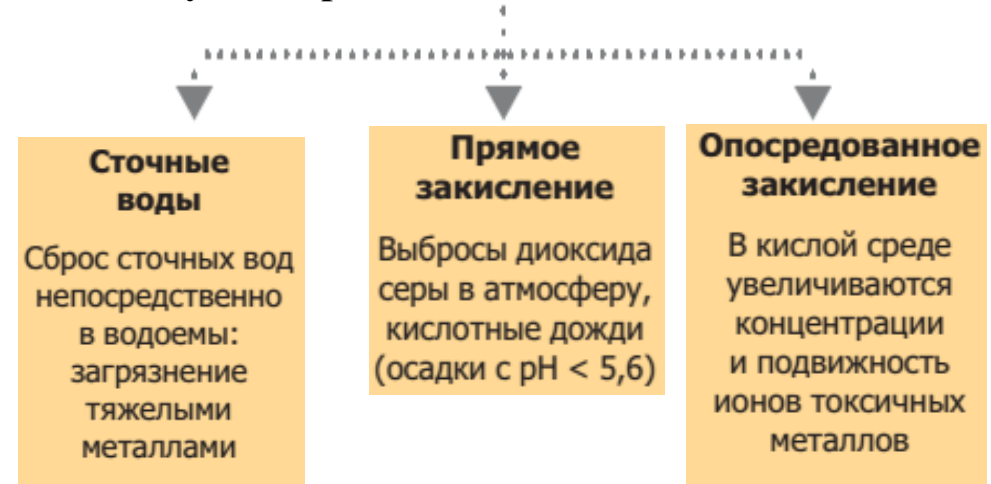 Сточные
воды
Сброс сточных вод
непосредственно
в водоемы:
загрязнение
тяжелыми
металлами
Прямое
закисление
Выбросы диоксида
серы в атмосферу,
кислотные дожди
(осадки с pH < 5,6)
Опосредованное
закисление
В кислой среде
увеличиваются
концентрации
и подвижность
ионов токсичных
металлов